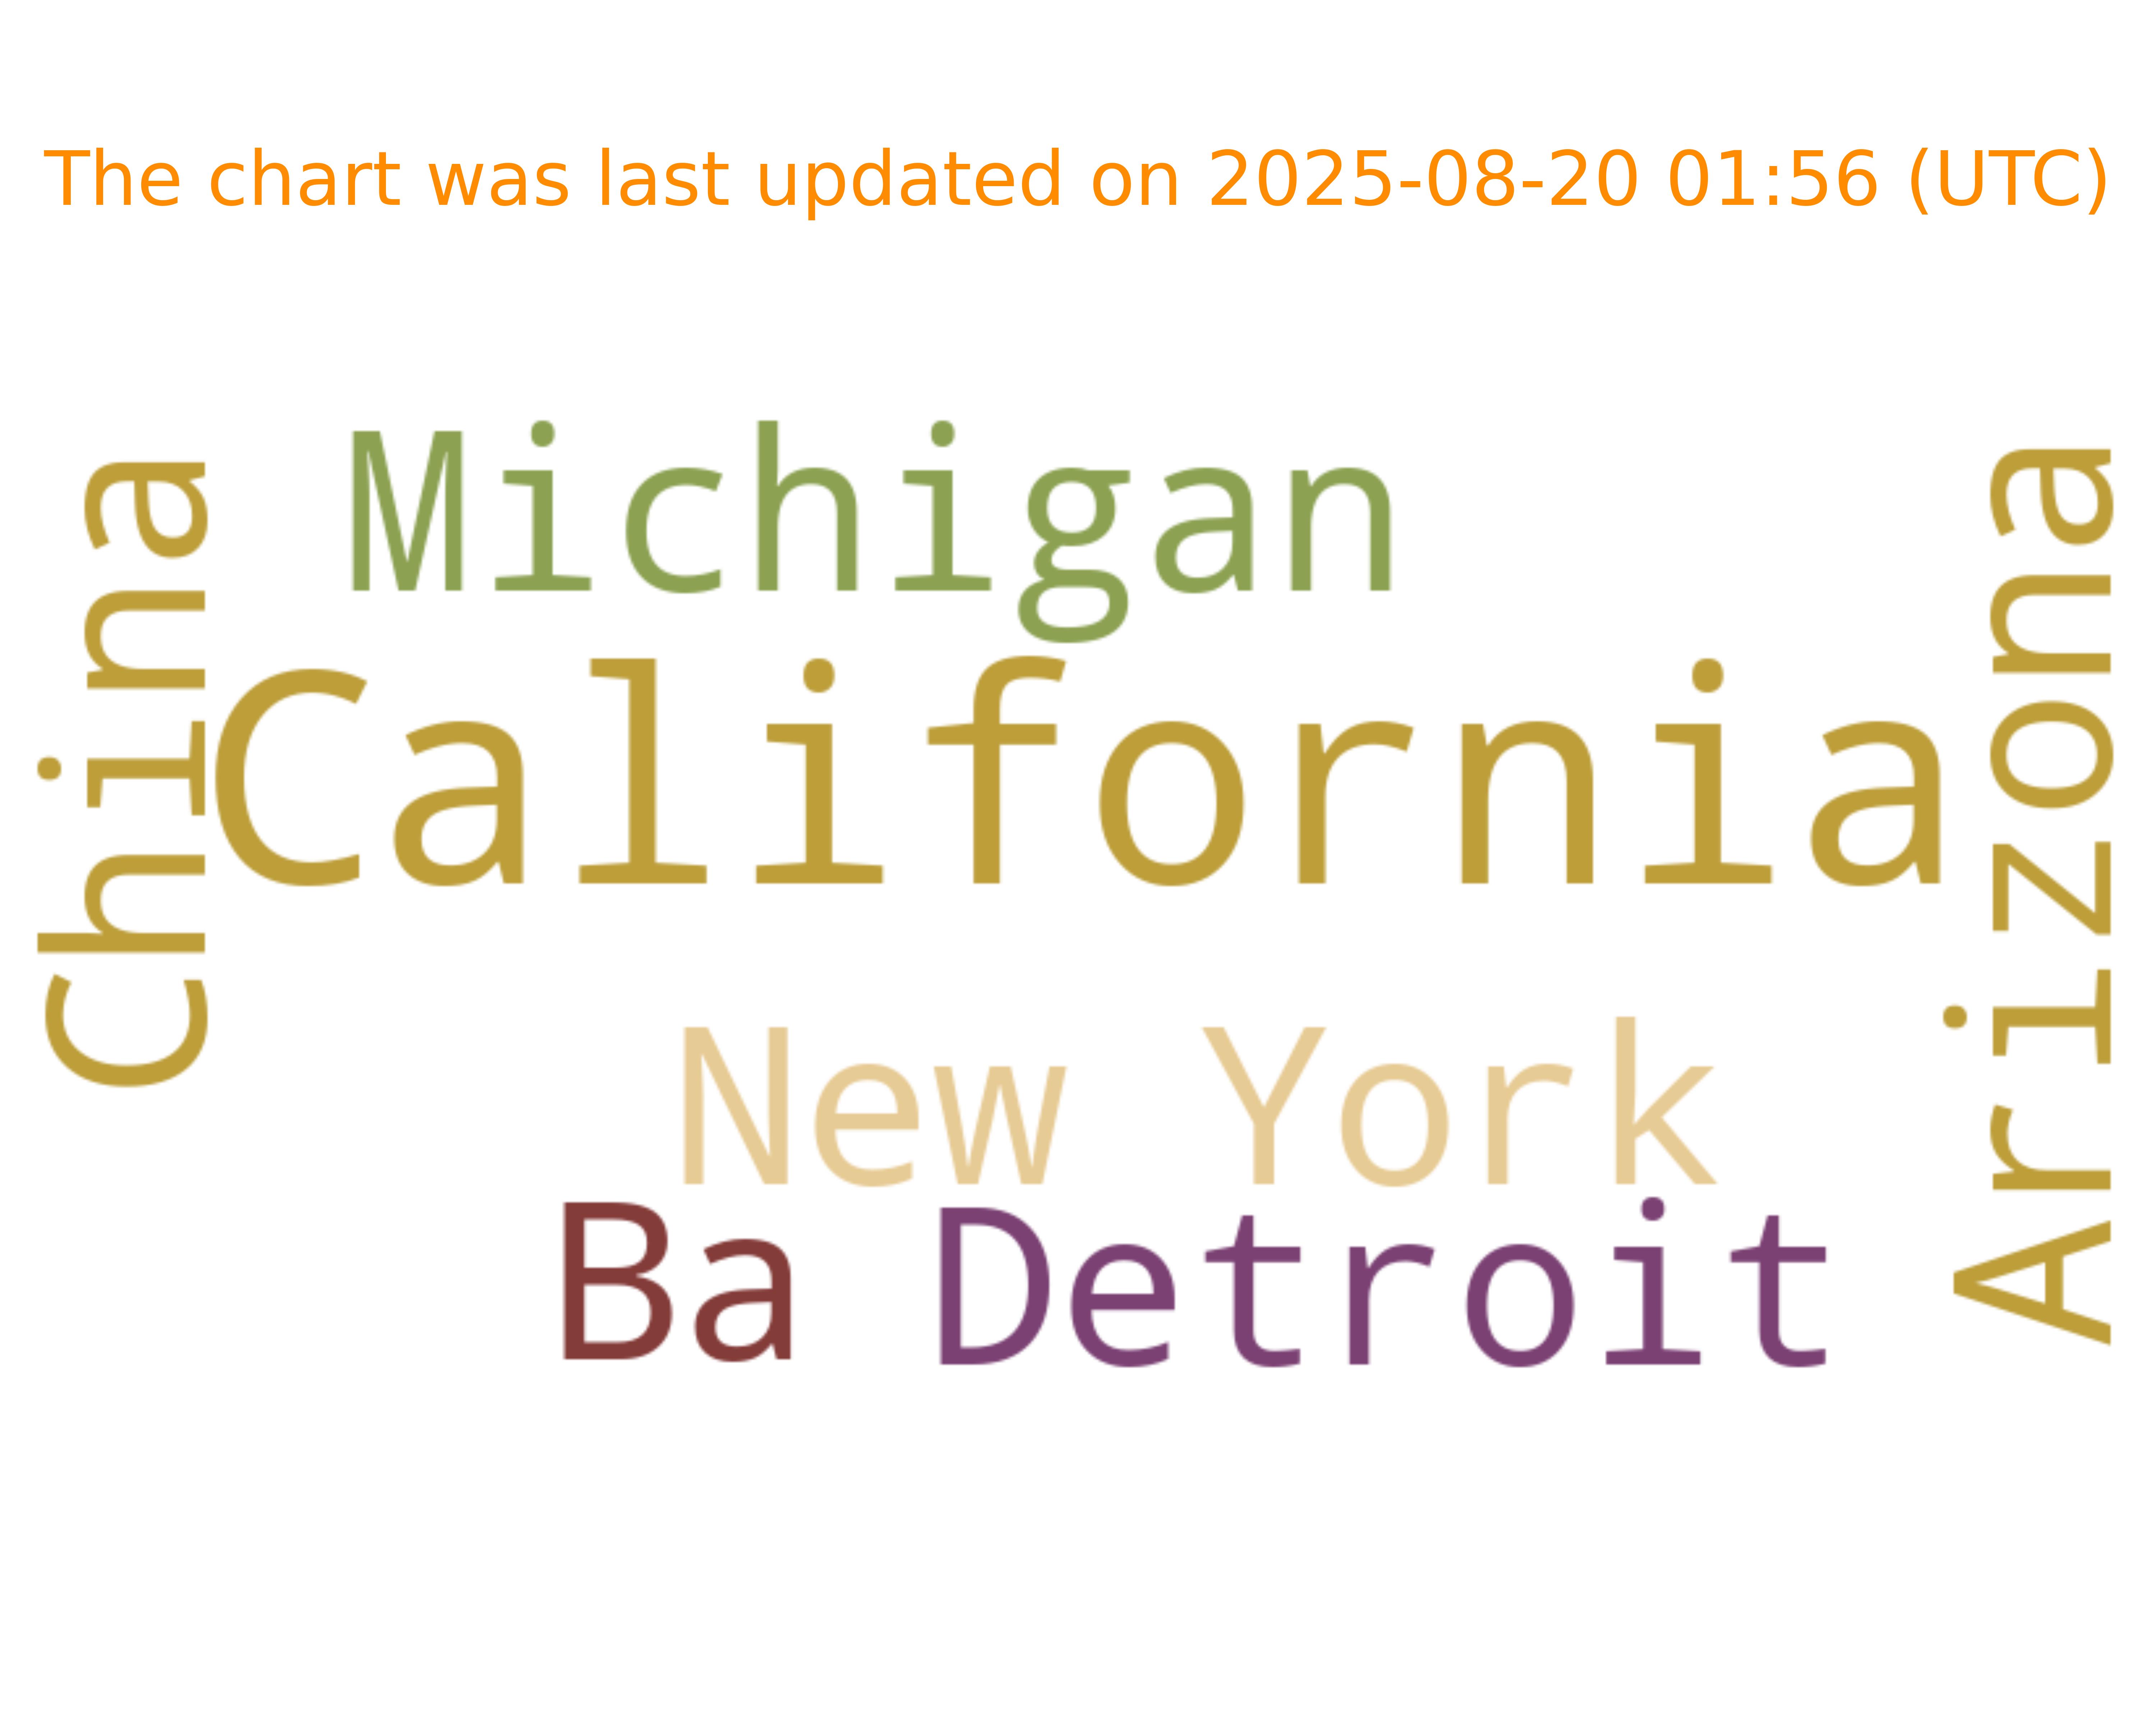 The chart was last updated on 2025-08-20 01:56 (UTC)
China
Michigan
California
Arizona
New York
Ba Detroit